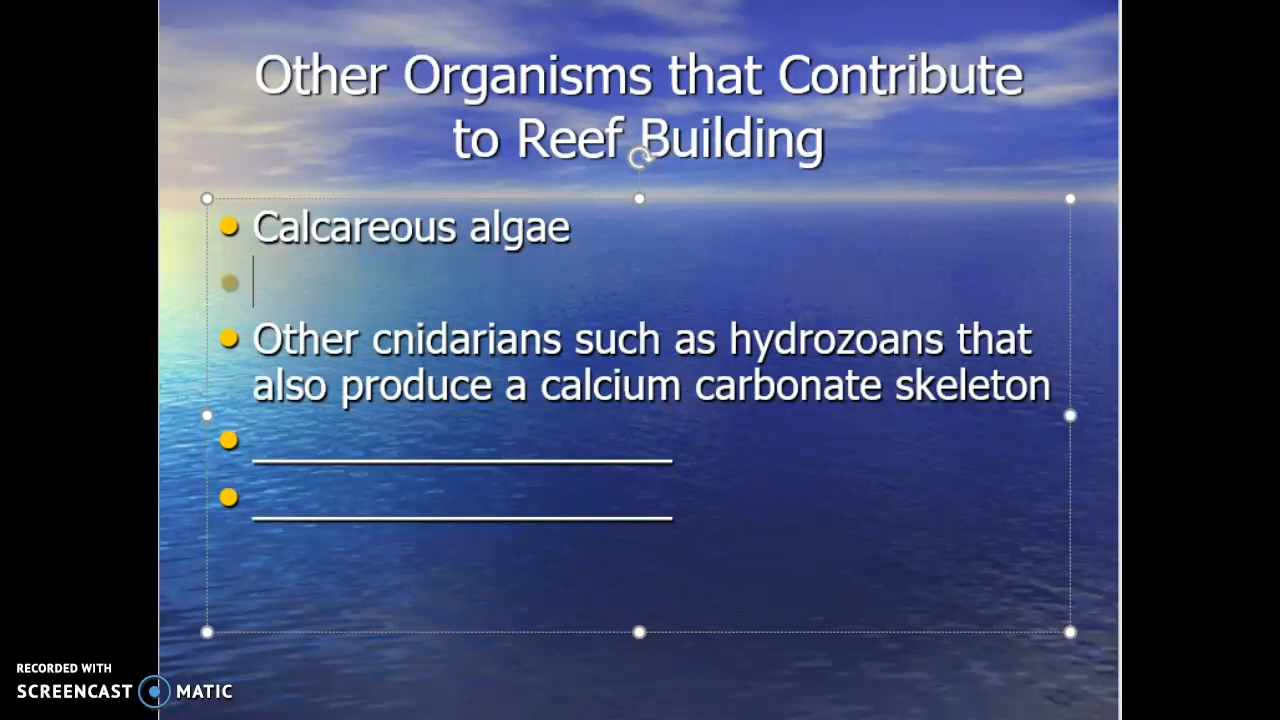 Other Organisms that Contribute
to Reef Building
Calcareous algae
Other cnidarians such as hydrozoans that
also produce a calcium carbonate skeleton
RECORDED WITH
SCREENCAST MATIC